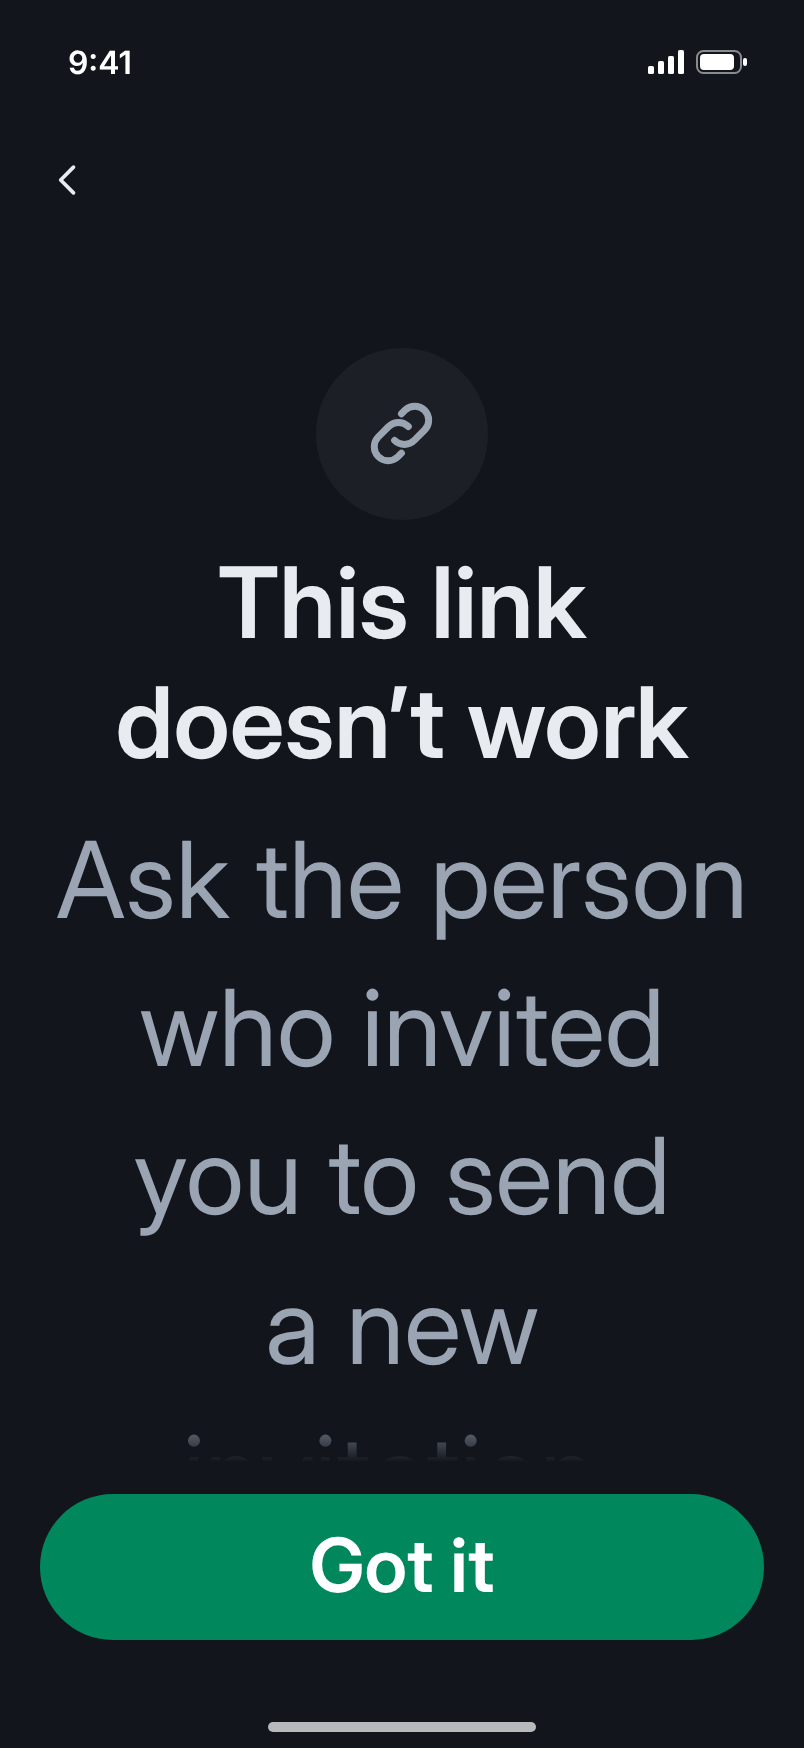 9:41
This link
doesn’t work
Ask the person
who invited
you to send
a new
Got it